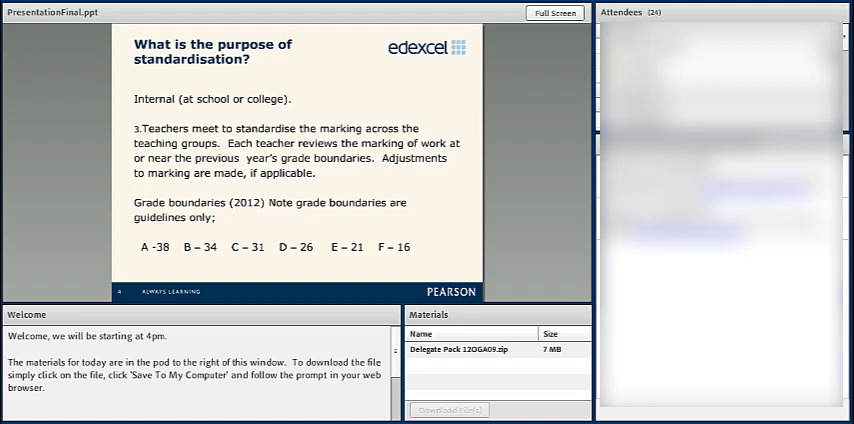 PresentationFinal.ppt
Full Screen
What is the purpose of
standardisation?
edexcel
Internal (at school or college).
3.Teachers meet to standardise the marking across the
teaching groups. Each teacher reviews the marking of work at
or near the previous year's grade boundaries. Adjustments
to marking are made, if applicable.
Grade boundaries (2012) Note grade boundaries are
guidelines only;
A -38 B – 34 C – 31 D – 26 E – 21 F – 16
4 ALWAYS LEARNING PEARSON
Attendees (24)
Welcome
Welcome, we will be starting at 4pm.
The materials for today are in the pod to the right of this window. To download the file
simply click on the file, click 'Save To My Computer' and follow the prompt in your web
browser.
Materials
Name Size
Delegate Pack 12OGA09.zip 7 MB
Download File(s)